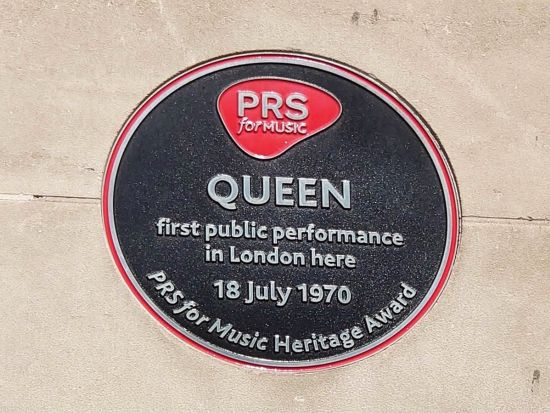 PRS
for MUSIC
QUEEN
first public performance
in London here
18 July 1970
PRS for Music Heritage Award